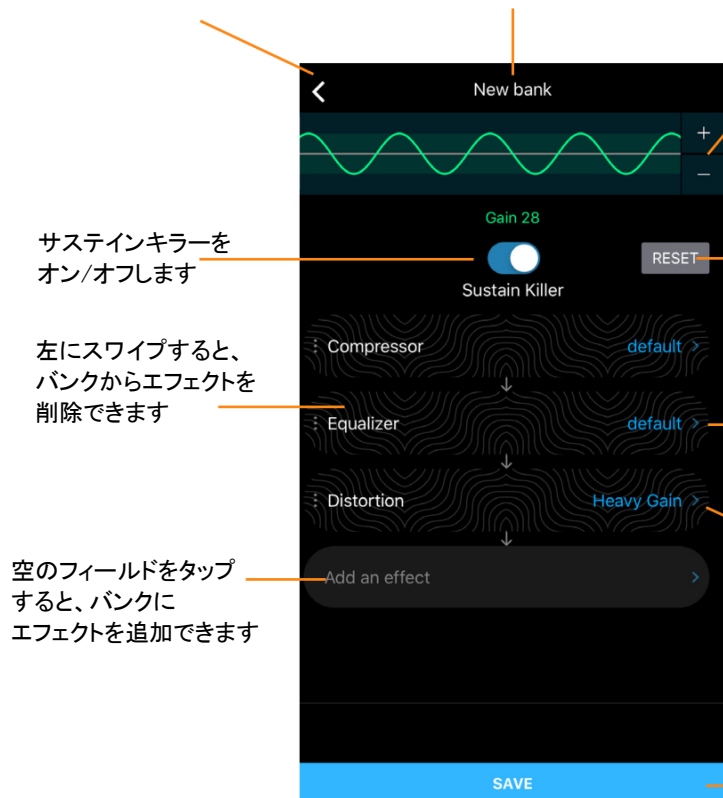 New bank
+
−
Gain 28
サステインキラーを
オン/オフします
RESET
Sustain Killer
左にスワイプすると、
バンクからエフェクトを
削除できます
Compressor
default
Equalizer
default
Distortion
Heavy Gain
空のフィールドをタップ
すると、バンクに
エフェクトを追加できます
Add an effect
SAVE